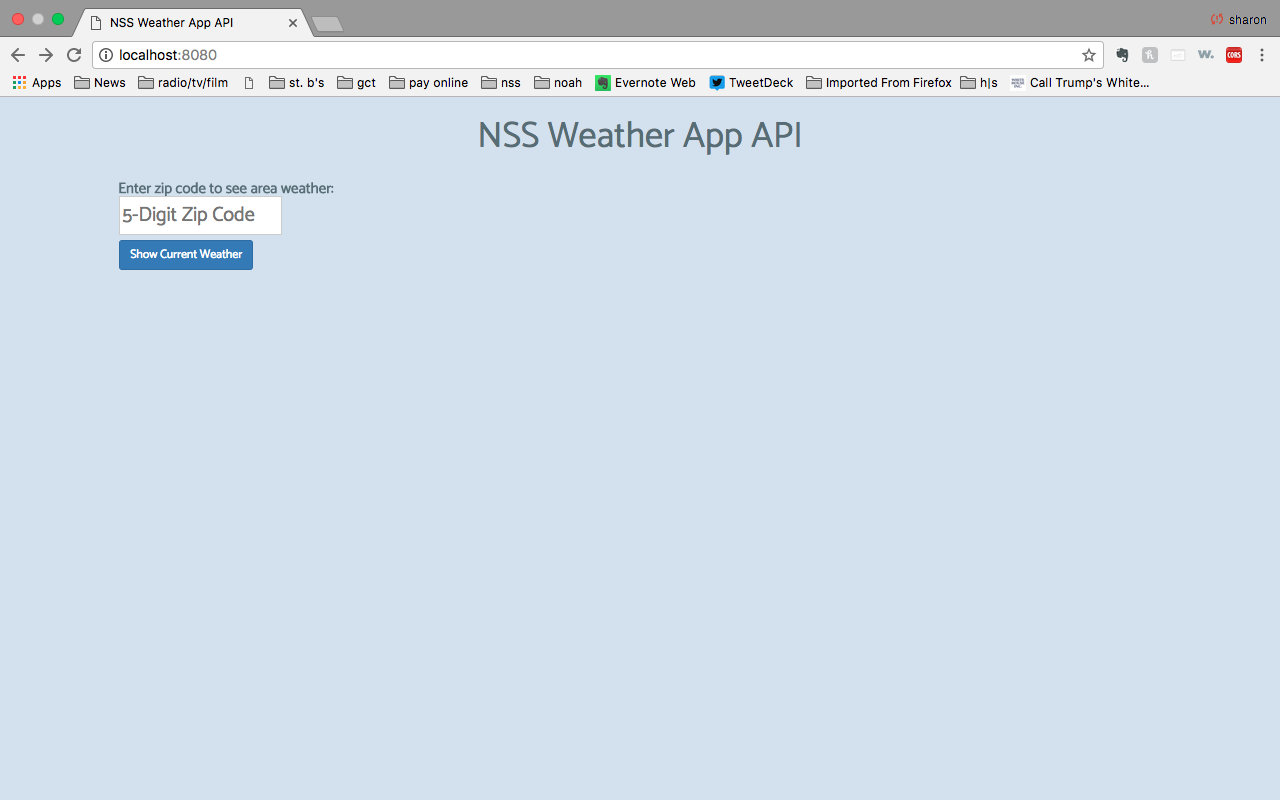 NSS Weather App API
sharon
localhost:8080
w.
CORS
Apps News radio/tv/film st. b's gct pay online nss noah Evernote Web TweetDeck Imported From Firefox h|s Call Trump's White...
NSS Weather App API
Enter zip code to see area weather:
5-Digit Zip Code
Show Current Weather